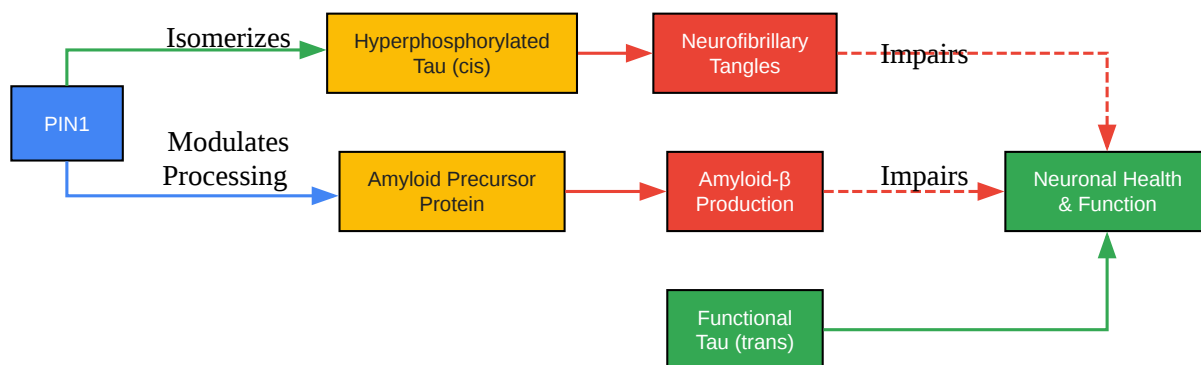 Isomerizes
Hyperphosphorylated
Tau (cis)
Neurofibrillary
Tangles
Impairs
PIN1
Modulates
Processing
Amyloid Precursor
Protein
Amyloid-β
Production
Impairs
Neuronal Health
& Function
Functional
Tau (trans)